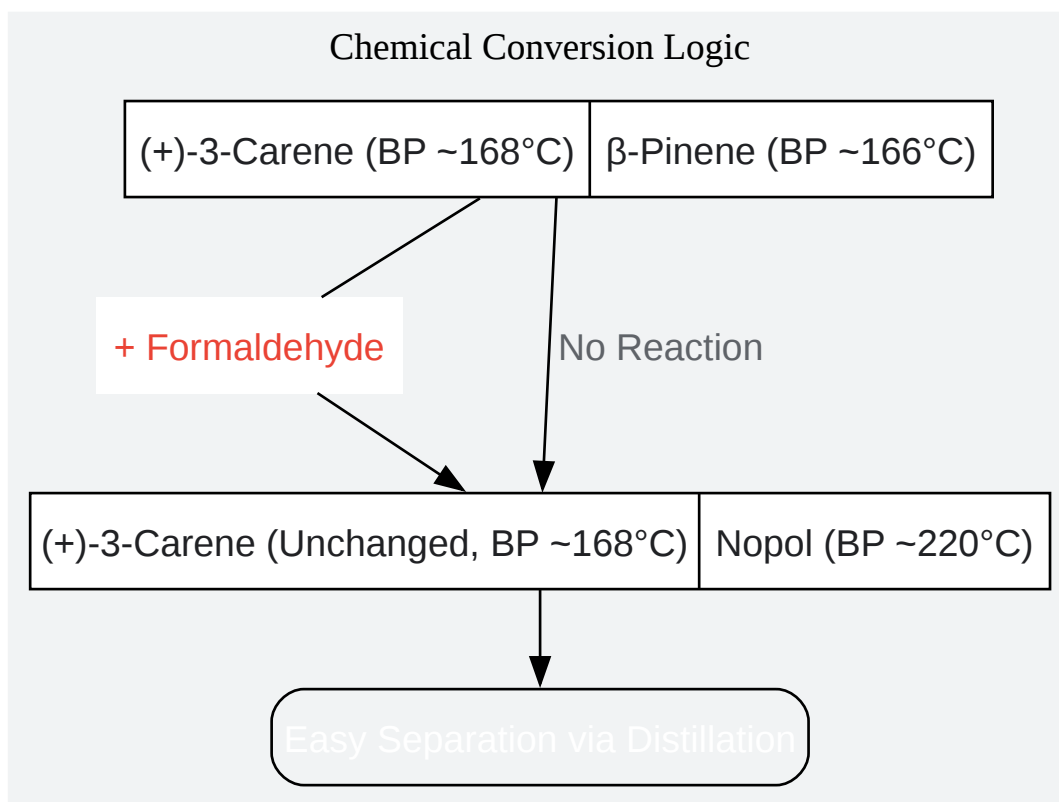 Chemical Conversion Logic
(+)-3-Carene (BP ~168°C)
β-Pinene (BP ~166°C)
+ Formaldehyde
No Reaction
(+)-3-Carene (Unchanged, BP ~168°C)
Nopol (BP ~220°C)
Easy Separation via Distillation